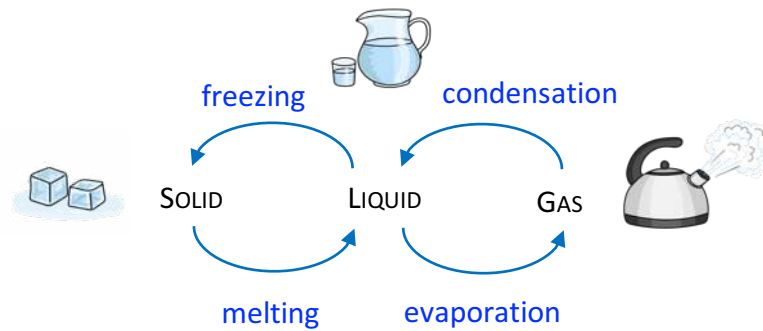 freezing
condensation
SOLID
LIQUID
GAS
melting
evaporation